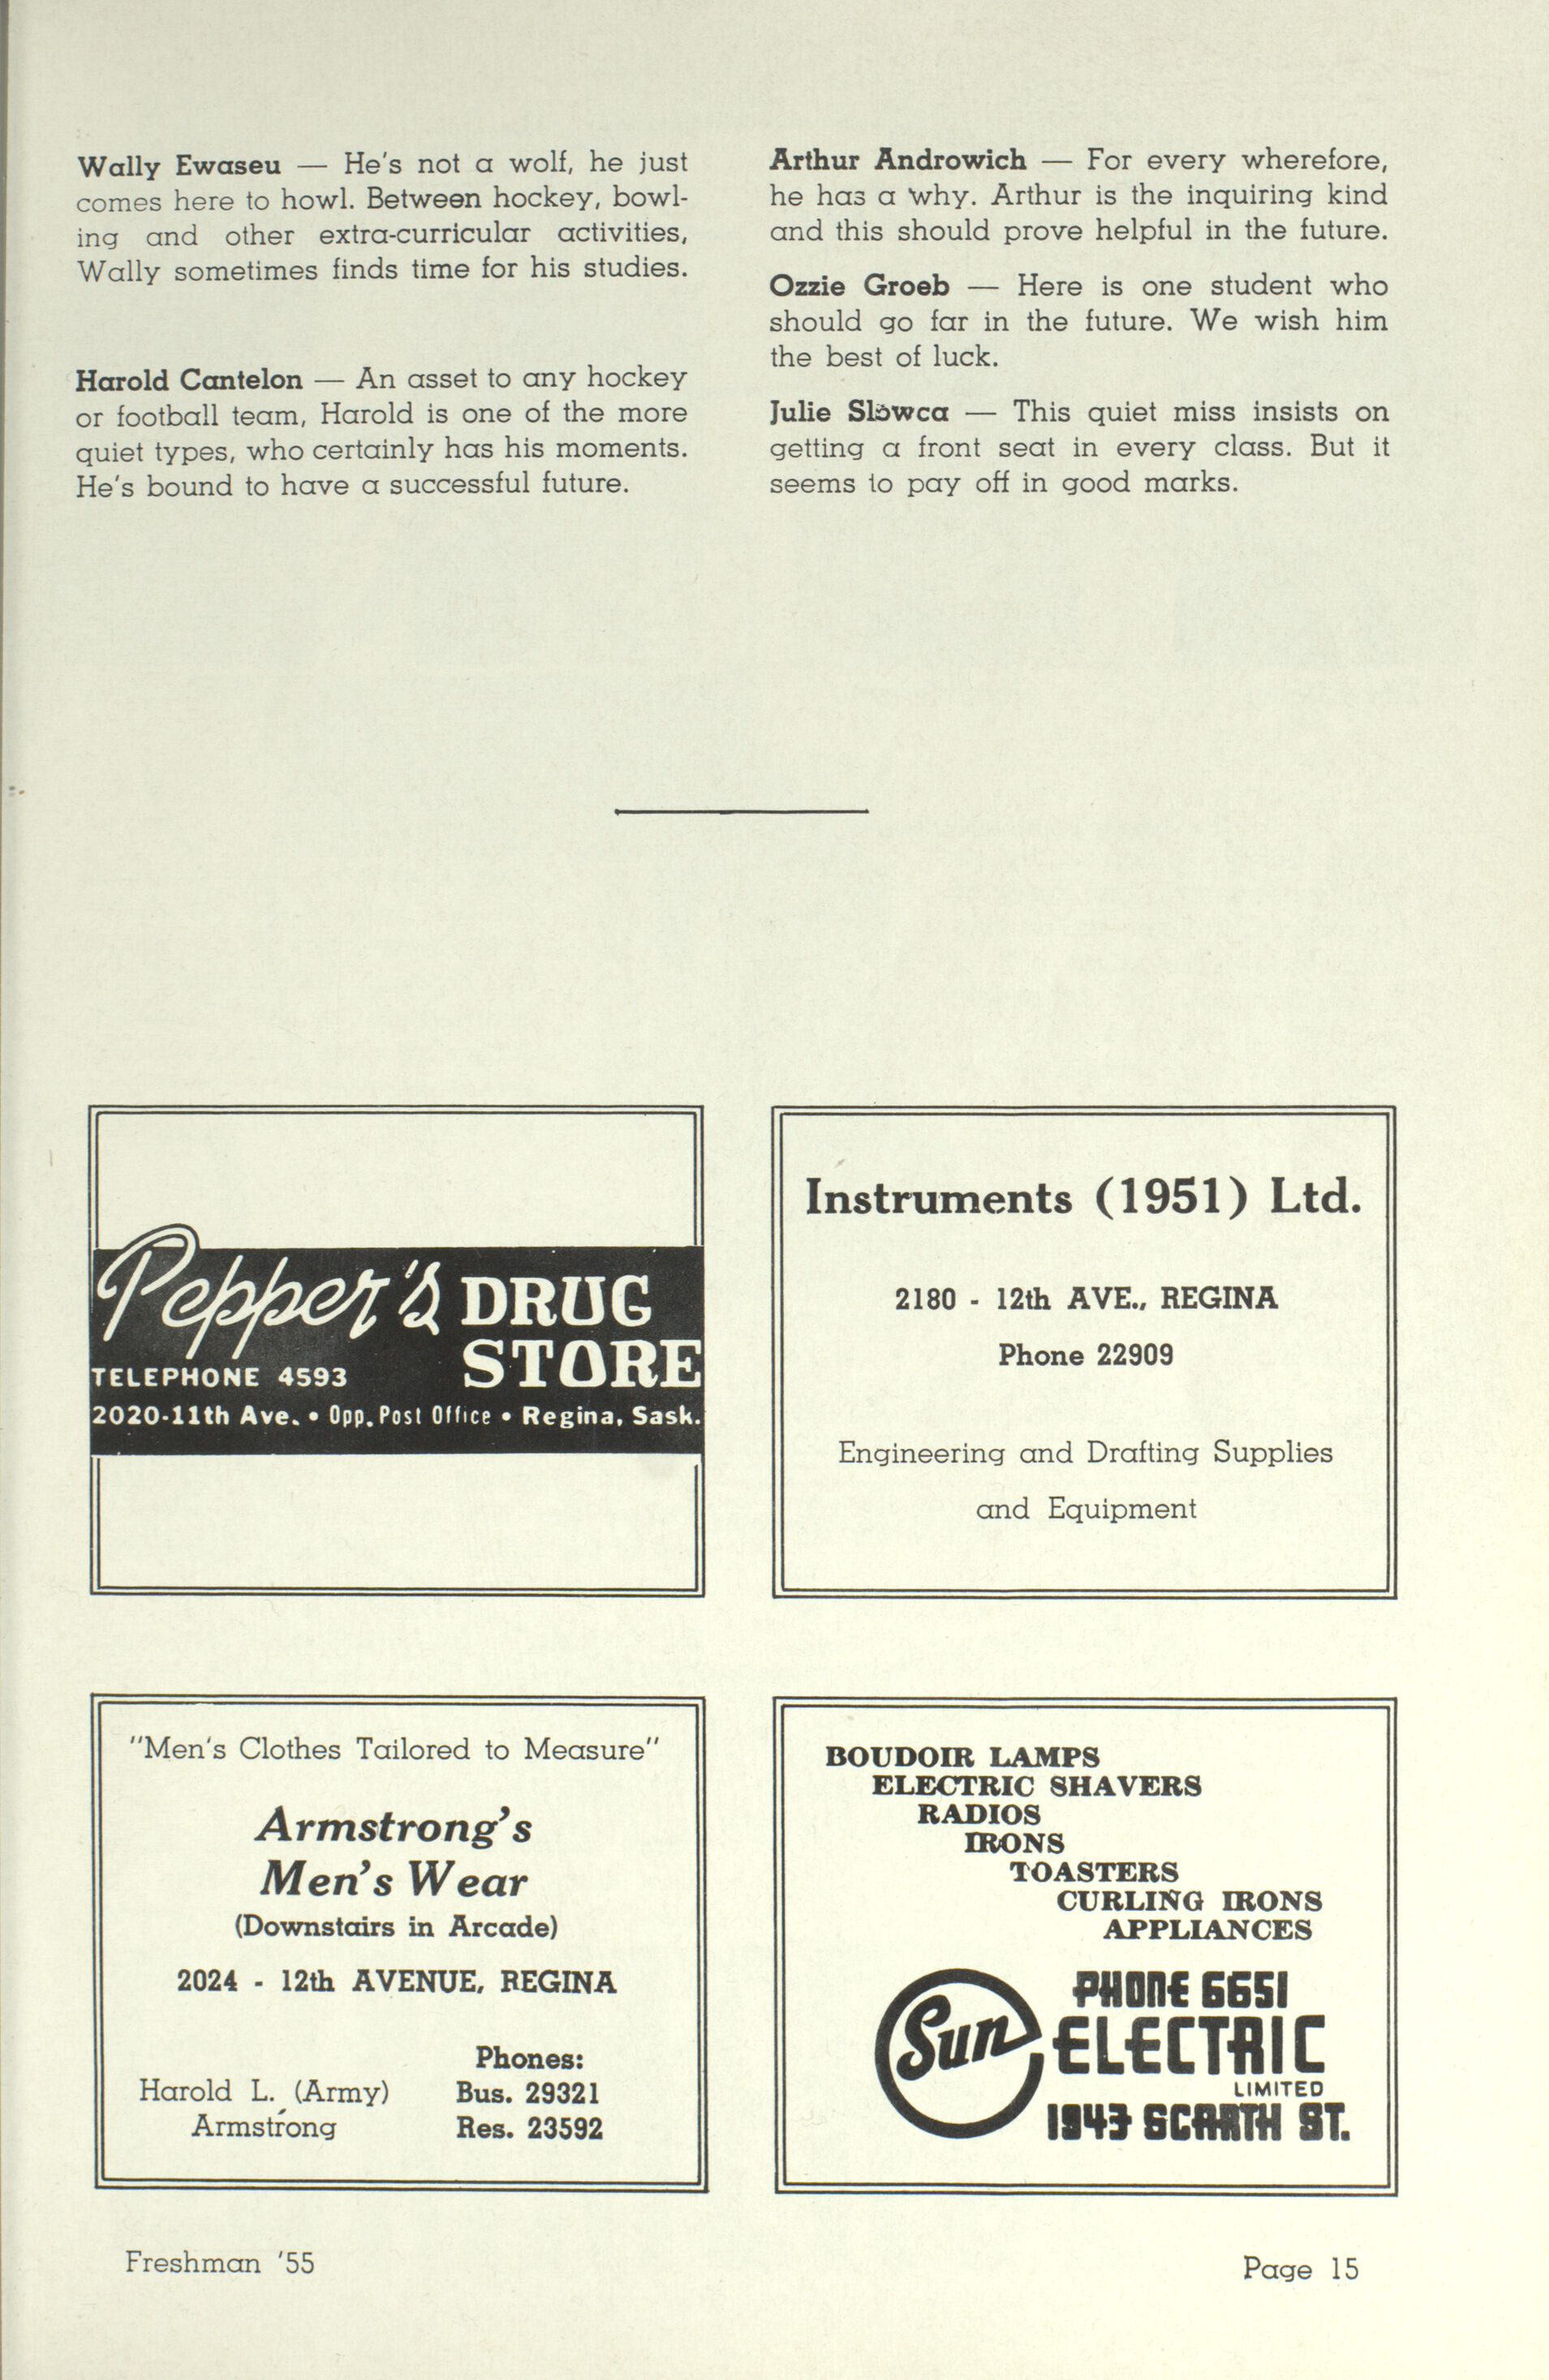 Wally Ewaseu — He's not a wolf, he just
comes here to howl. Between hockey, bowl-
ing and other extra-curricular activities,
Wally sometimes finds time for his studies.
Harold Cantelon — An asset to any hockey
or football team, Harold is one of the more
quiet types, who certainly has his moments.
He's bound to have a successful future.
Arthur Androwich — For every wherefore,
he has a why. Arthur is the inquiring kind
and this should prove helpful in the future.
Ozzie Groeb — Here is one student who
should go far in the future. We wish him
the best of luck.
Julie Slowca — This quiet miss insists on
getting a front seat in every class. But it
seems to pay off in good marks.
Pepper's DRUG
STORE
TELEPHONE 4593
2020-11th Ave. • Opp. Post Office • Regina, Sask.
Instruments (1951) Ltd.
2180 - 12th AVE., REGINA
Phone 22909
Engineering and Drafting Supplies
and Equipment
"Men's Clothes Tailored to Measure"
Armstrong's
Men's Wear
(Downstairs in Arcade)
2024 - 12th AVENUE, REGINA
Phones:
Harold L. (Army) Bus. 29321
Armstrong Res. 23592
BOUDOIR LAMPS
ELECTRIC SHAVERS
RADIOS
IRONS
TOASTERS
CURLING IRONS
APPLIANCES
PHONE 6651
Sun ELECTRIC
LIMITED
1943 SCARTH ST.
Freshman '55
Page 15